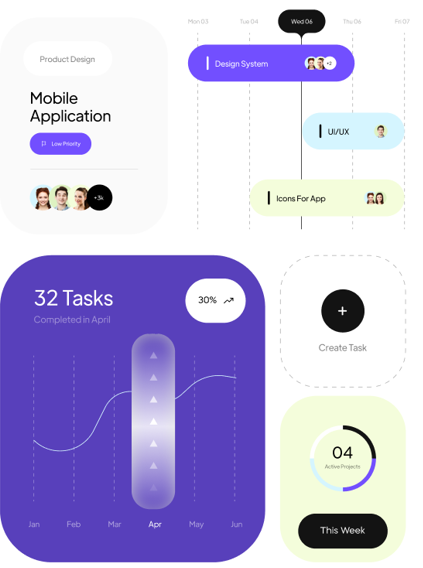 Product Design
Mobile
Application
Low Priority
+3k
Mon 03
Tue 04
Wed 06
Thu 06
Fri 07
Design System
+2
UI/UX
Icons For App
32 Tasks
Completed in April
30%
Jan
Feb
Mar
Apr
May
Jun
+
Create Task
04
Active Projects
This Week